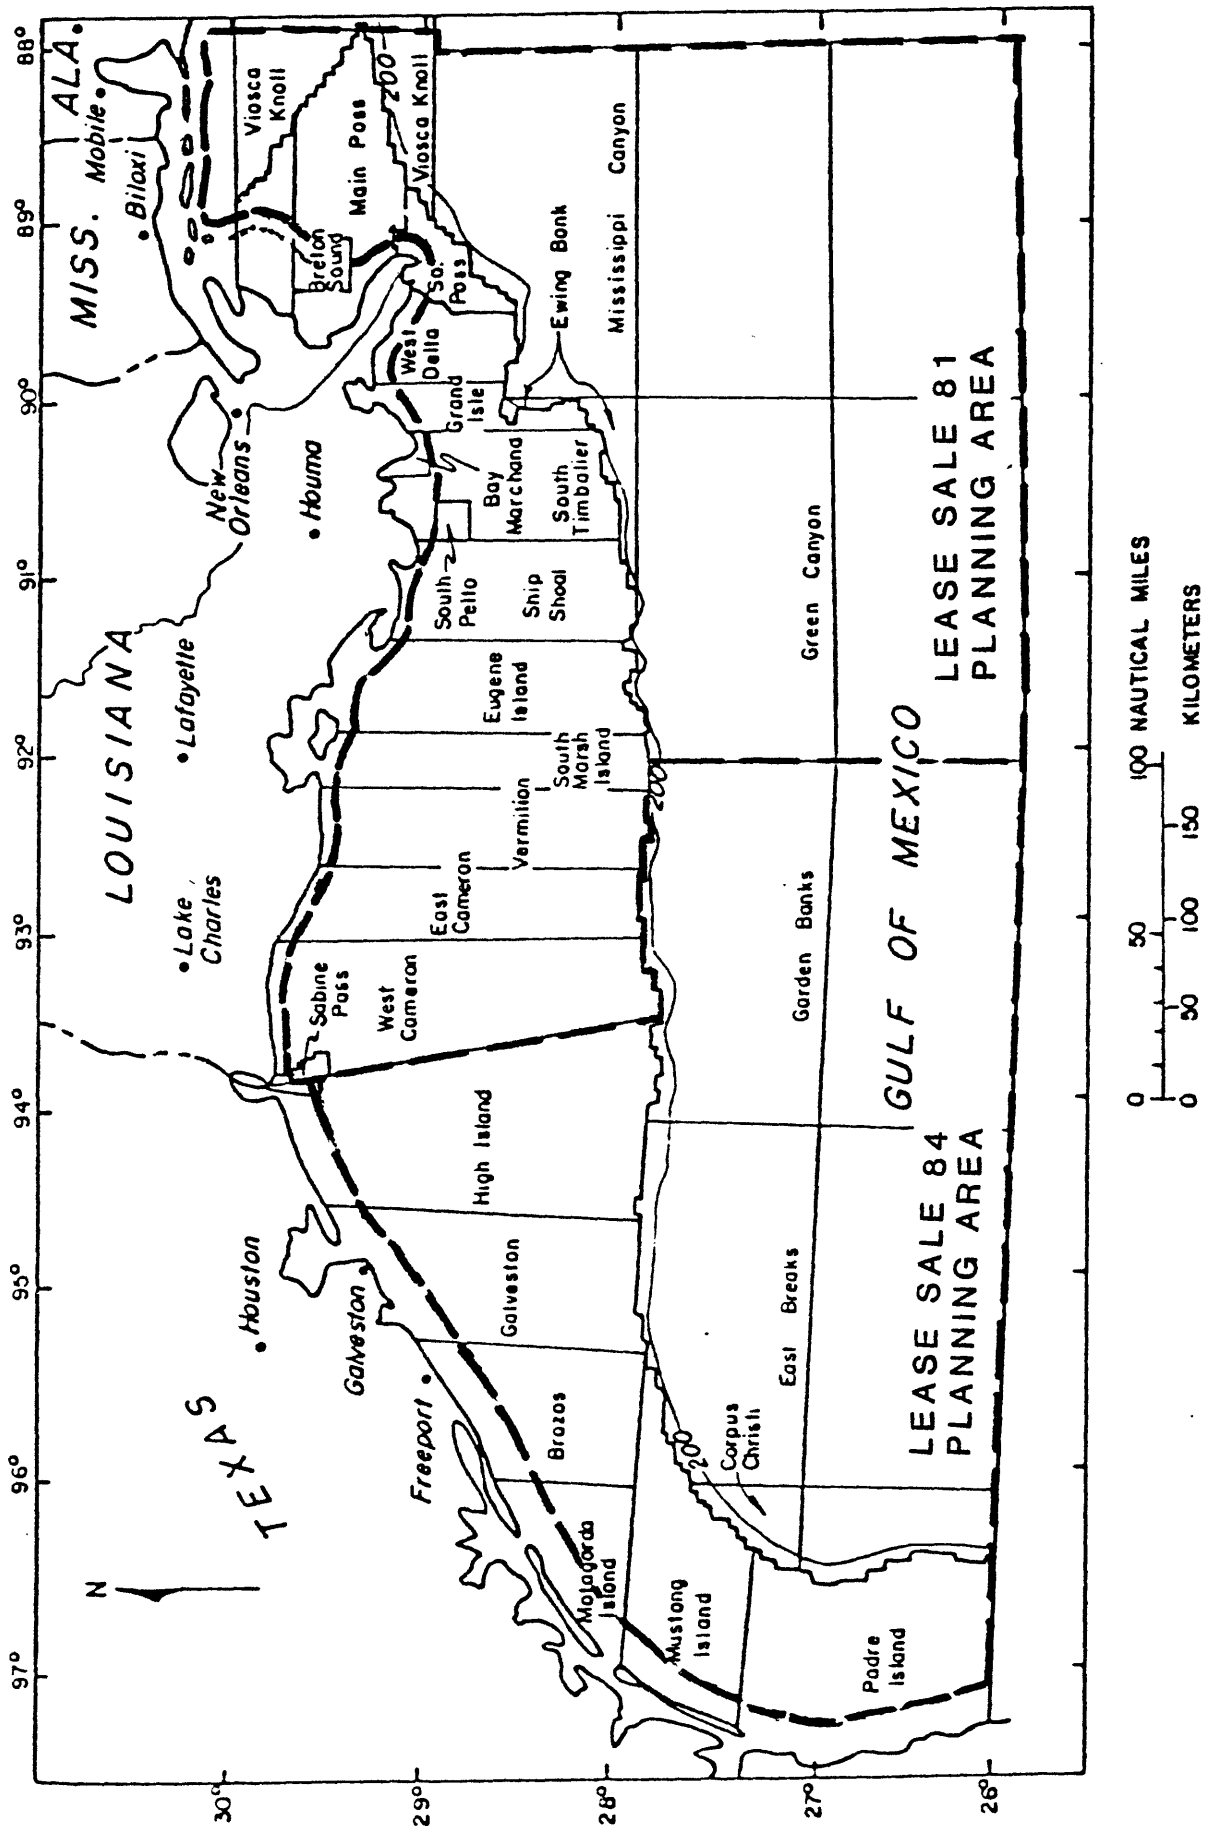 97°
96°
95°
94°
93°
92°
91°
90°
89°
88°
N
TEXAS
LOUISIANA
MISS.
ALA.
Mobile
Biloxi
Houston
Lake
Charles
Lafayette
New
Orleans
Houma
Galveston
Freeport
30°
29°
28°
27°
26°
Viosca
Knoll
Main Pass
200
Viosca Knoll
Breton
Sound
So.
Pass
West
Delta
Grand
Isle
Bay
Marchand
South
Timbalier
South
Pelto
Ship
Shoal
Eugene
Island
South
Marsh
Island
Vermilion
East
Cameron
Sabine
Pass
West
Cameron
High Island
Galveston
Brazos
Matagorda
Island
Mustang
Island
Padre
Island
Corpus
Christi
200
200
East Breaks
Garden Banks
Green Canyon
Ewing Bank
Mississippi Canyon
GULF OF MEXICO
LEASE SALE 84
PLANNING AREA
LEASE SALE 81
PLANNING AREA
0 50 100 NAUTICAL MILES
0 50 100 150 KILOMETERS